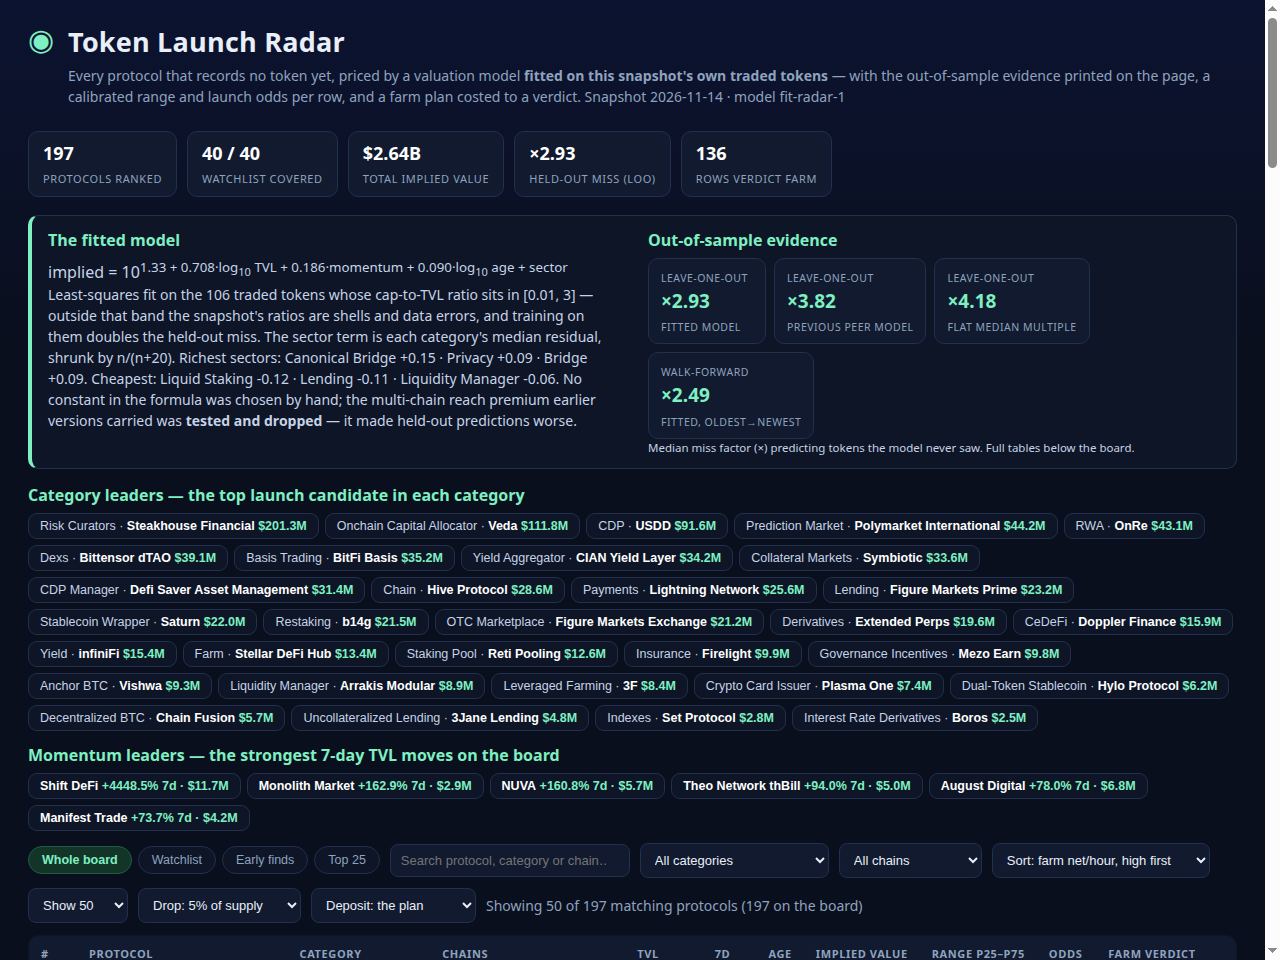 Token Launch Radar
Every protocol that records no token yet, priced by a valuation model fitted on this snapshot's own traded tokens — with the out-of-sample evidence printed on the page, a
calibrated range and launch odds per row, and a farm plan costed to a verdict. Snapshot 2026-11-14 · model fit-radar-1
197
PROTOCOLS RANKED
40 / 40
WATCHLIST COVERED
$2.64B
TOTAL IMPLIED VALUE
×2.93
HELD-OUT MISS (LOO)
136
ROWS VERDICT FARM
The fitted model
implied = 10^1.33 + 0.708·log10 TVL + 0.186·momentum + 0.090·log10 age + sector
Least-squares fit on the 106 traded tokens whose cap-to-TVL ratio sits in [0.01, 3] —
outside that band the snapshot's ratios are shells and data errors, and training on
them doubles the held-out miss. The sector term is each category's median residual,
shrunk by n/(n+20). Richest sectors: Canonical Bridge +0.15 · Privacy +0.09 · Bridge
+0.09. Cheapest: Liquid Staking -0.12 · Lending -0.11 · Liquidity Manager -0.06. No
constant in the formula was chosen by hand; the multi-chain reach premium earlier
versions carried was tested and dropped — it made held-out predictions worse.
Out-of-sample evidence
LEAVE-ONE-OUT
×2.93
FITTED MODEL
LEAVE-ONE-OUT
×3.82
PREVIOUS PEER MODEL
LEAVE-ONE-OUT
×4.18
FLAT MEDIAN MULTIPLE
WALK-FORWARD
×2.49
FITTED, OLDEST→NEWEST
Median miss factor (×) predicting tokens the model never saw. Full tables below the board.
Category leaders — the top launch candidate in each category
Risk Curators · Steakhouse Financial $201.3M
Onchain Capital Allocator · Veda $111.8M
CDP · USDD $91.6M
Prediction Market · Polymarket International $44.2M
RWA · OnRe $43.1M
Dexs · Bittensor dTAO $39.1M
Basis Trading · BitFi Basis $35.2M
Yield Aggregator · CIAN Yield Layer $34.2M
Collateral Markets · Symbiotic $33.6M
CDP Manager · Defi Saver Asset Management $31.4M
Chain · Hive Protocol $28.6M
Payments · Lightning Network $25.6M
Lending · Figure Markets Prime $23.2M
Stablecoin Wrapper · Saturn $22.0M
Restaking · b14g $21.5M
OTC Marketplace · Figure Markets Exchange $21.2M
Derivatives · Extended Perps $19.6M
CeDeFi · Doppler Finance $15.9M
Yield · infiniFi $15.4M
Farm · Stellar DeFi Hub $13.4M
Staking Pool · Reti Pooling $12.6M
Insurance · Firelight $9.9M
Governance Incentives · Mezo Earn $9.8M
Anchor BTC · Vishwa $9.3M
Liquidity Manager · Arrakis Modular $8.9M
Leveraged Farming · 3F $8.4M
Crypto Card Issuer · Plasma One $7.4M
Dual-Token Stablecoin · Hylo Protocol $6.2M
Decentralized BTC · Chain Fusion $5.7M
Uncollateralized Lending · 3Jane Lending $4.8M
Indexes · Set Protocol $2.8M
Interest Rate Derivatives · Boros $2.5M
Momentum leaders — the strongest 7-day TVL moves on the board
Shift DeFi +4448.5% 7d · $11.7M
Monolith Market +162.9% 7d · $2.9M
NUVA +160.8% 7d · $5.7M
Theo Network thBill +94.0% 7d · $5.0M
August Digital +78.0% 7d · $6.8M
Manifest Trade +73.7% 7d · $4.2M
Whole board
Watchlist
Early finds
Top 25
Search protocol, category or chain..
All categories
All chains
Sort: farm net/hour, high first
Show 50
Drop: 5% of supply
Deposit: the plan
Showing 50 of 197 matching protocols (197 on the board)
# PROTOCOL CATEGORY CHAINS TVL 7D AGE IMPLIED VALUE RANGE P25–P75 ODDS FARM VERDICT